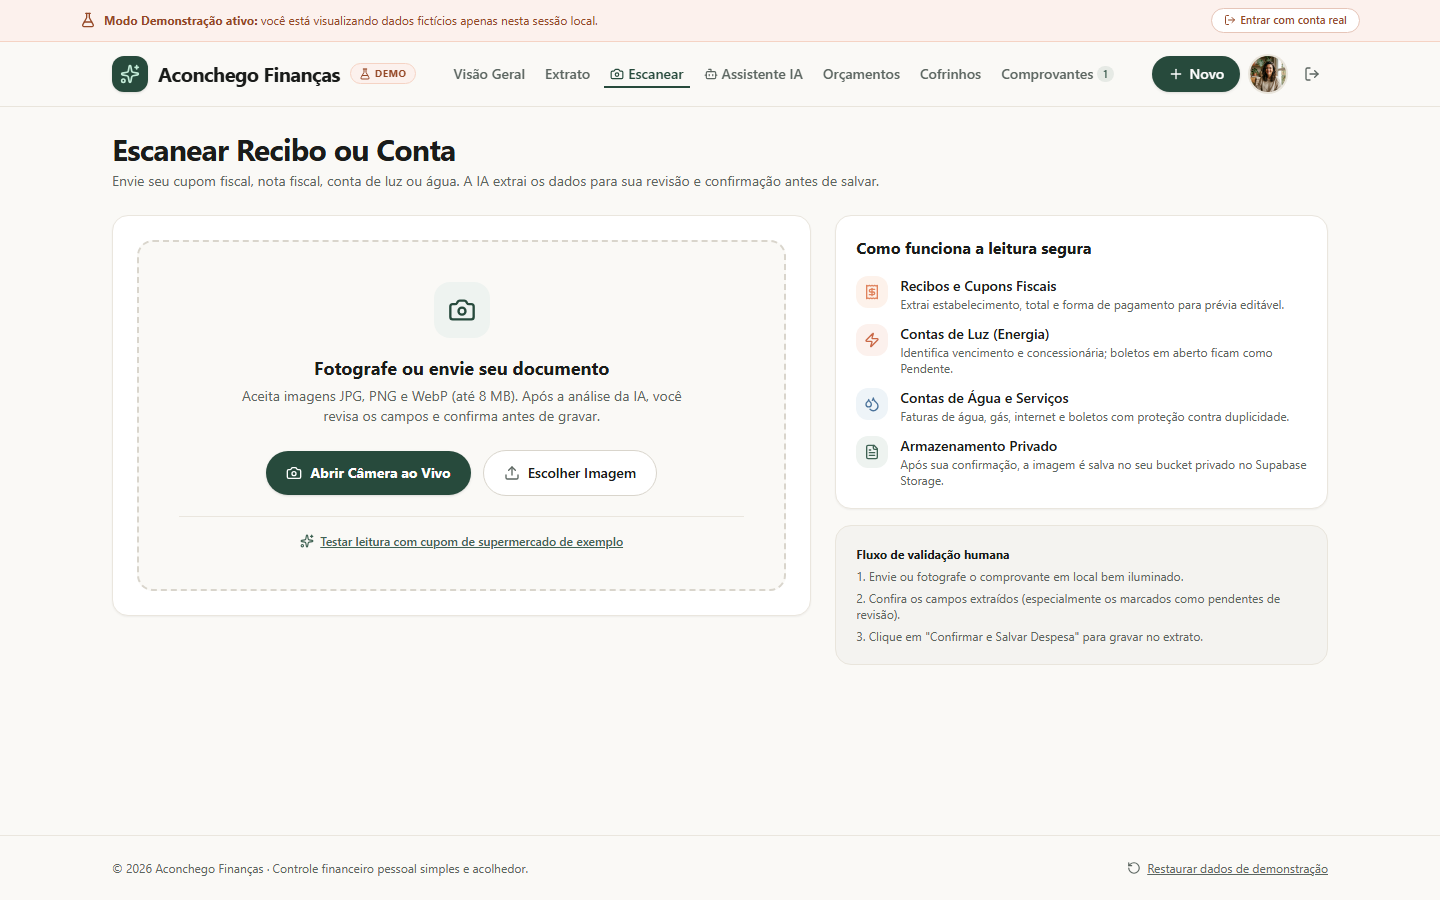 Modo Demonstração ativo: você está visualizando dados fictícios apenas nesta sessão local.
Entrar com conta real
Aconchego Finanças
DEMO
Visão Geral
Extrato
Escanear
Assistente IA
Orçamentos
Cofrinhos
Comprovantes 1
Novo
Escanear Recibo ou Conta
Envie seu cupom fiscal, nota fiscal, conta de luz ou água. A IA extrai os dados para sua revisão e confirmação antes de salvar.
Fotografe ou envie seu documento
Aceita imagens JPG, PNG e WebP (até 8 MB). Após a análise da IA, você
revisa os campos e confirma antes de gravar.
Abrir Câmera ao Vivo
Escolher Imagem
Testar leitura com cupom de supermercado de exemplo
Como funciona a leitura segura
Recibos e Cupons Fiscais
Extrai estabelecimento, total e forma de pagamento para prévia editável.
Contas de Luz (Energia)
Identifica vencimento e concessionária; boletos em aberto ficam como
Pendente.
Contas de Água e Serviços
Faturas de água, gás, internet e boletos com proteção contra duplicidade.
Armazenamento Privado
Após sua confirmação, a imagem é salva no seu bucket privado no Supabase
Storage.
Fluxo de validação humana
1. Envie ou fotografe o comprovante em local bem iluminado.
2. Confira os campos extraídos (especialmente os marcados como pendentes de
revisão).
3. Clique em "Confirmar e Salvar Despesa" para gravar no extrato.
© 2026 Aconchego Finanças · Controle financeiro pessoal simples e acolhedor.
Restaurar dados de demonstração